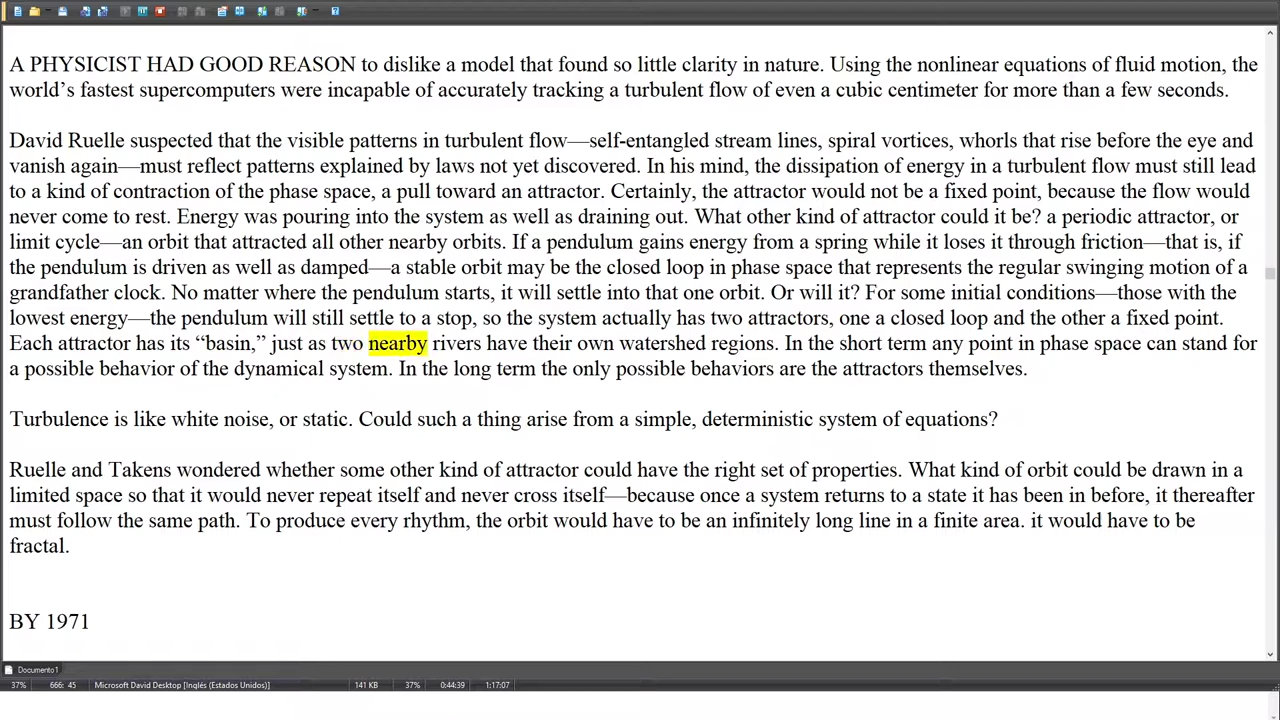 A PHYSICIST HAD GOOD REASON to dislike a model that found so little clarity in nature. Using the nonlinear equations of fluid motion, the
world’s fastest supercomputers were incapable of accurately tracking a turbulent flow of even a cubic centimeter for more than a few seconds.
David Ruelle suspected that the visible patterns in turbulent flow—self-entangled stream lines, spiral vortices, whorls that rise before the eye and
vanish again—must reflect patterns explained by laws not yet discovered. In his mind, the dissipation of energy in a turbulent flow must still lead
to a kind of contraction of the phase space, a pull toward an attractor. Certainly, the attractor would not be a fixed point, because the flow would
never come to rest. Energy was pouring into the system as well as draining out. What other kind of attractor could it be? a periodic attractor, or
limit cycle—an orbit that attracted all other nearby orbits. If a pendulum gains energy from a spring while it loses it through friction—that is, if
the pendulum is driven as well as damped—a stable orbit may be the closed loop in phase space that represents the regular swinging motion of a
grandfather clock. No matter where the pendulum starts, it will settle into that one orbit. Or will it? For some initial conditions—those with the
lowest energy—the pendulum will still settle to a stop, so the system actually has two attractors, one a closed loop and the other a fixed point.
Each attractor has its “basin,” just as two nearby rivers have their own watershed regions. In the short term any point in phase space can stand for
a possible behavior of the dynamical system. In the long term the only possible behaviors are the attractors themselves.
Turbulence is like white noise, or static. Could such a thing arise from a simple, deterministic system of equations?
Ruelle and Takens wondered whether some other kind of attractor could have the right set of properties. What kind of orbit could be drawn in a
limited space so that it would never repeat itself and never cross itself—because once a system returns to a state it has been in before, it thereafter
must follow the same path. To produce every rhythm, the orbit would have to be an infinitely long line in a finite area. it would have to be
fractal.
BY 1971
Documento1
37% 666: 45 Microsoft David Desktop [Inglés (Estados Unidos)] 141 KB 37% 0:44:39 1:17:07